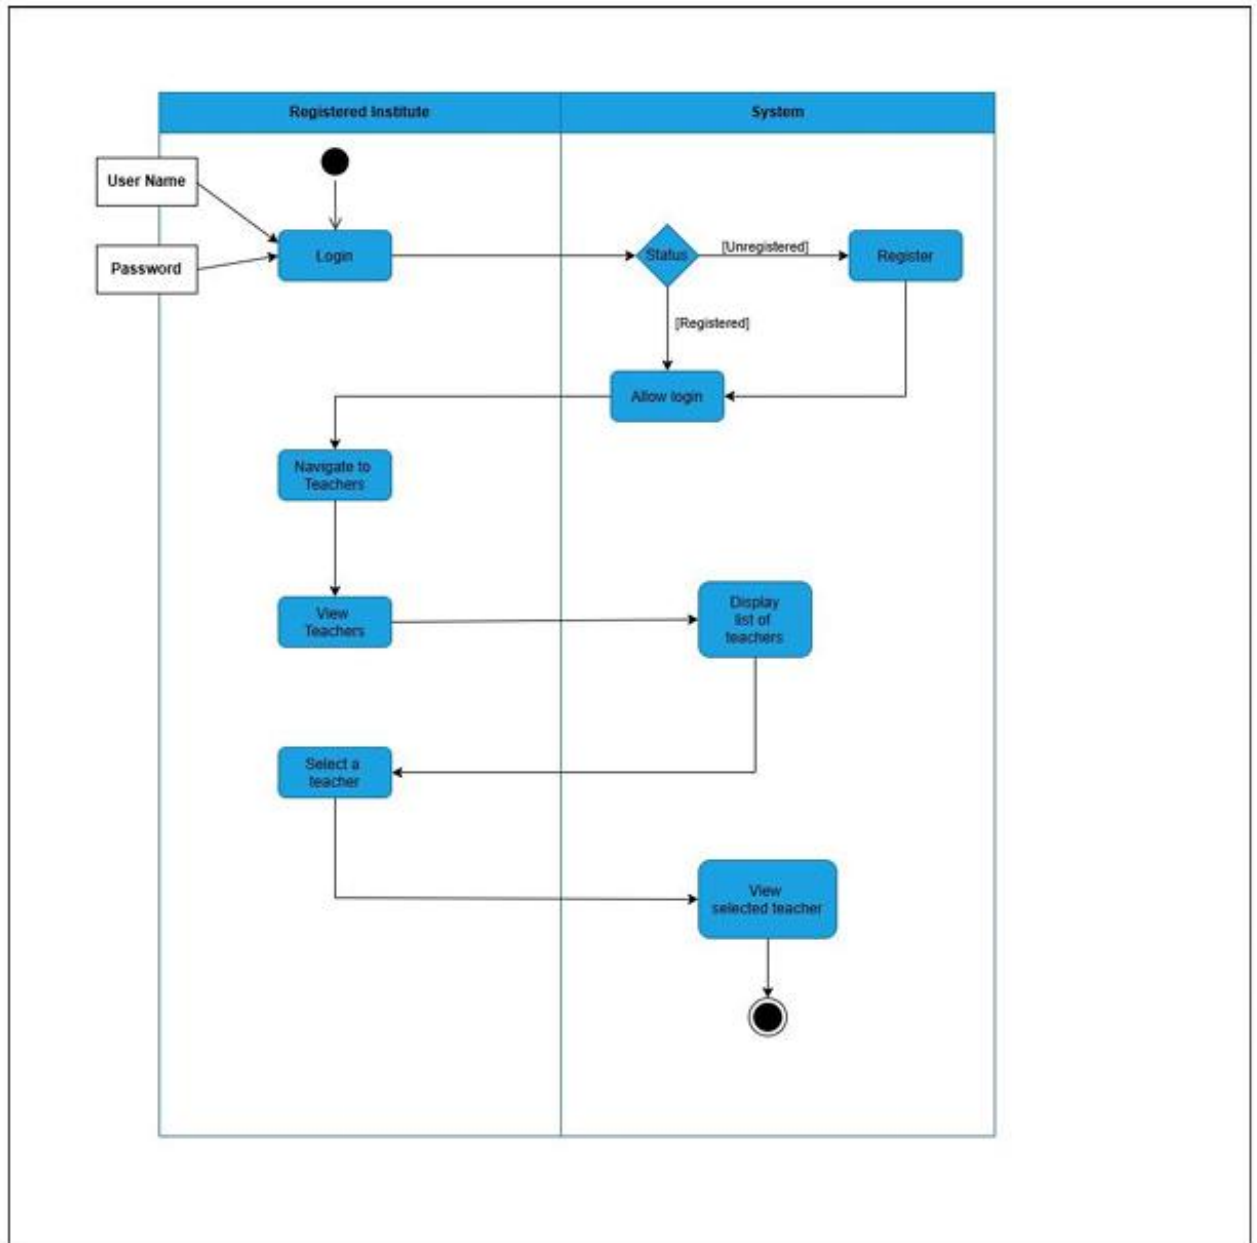 Registered Institute
System
User Name
Password
Login
Status
[Unregistered]
Register
[Registered]
Allow login
Navigate to
Teachers
View
Teachers
Display
list of
teachers
Select a
teacher
View
selected teacher